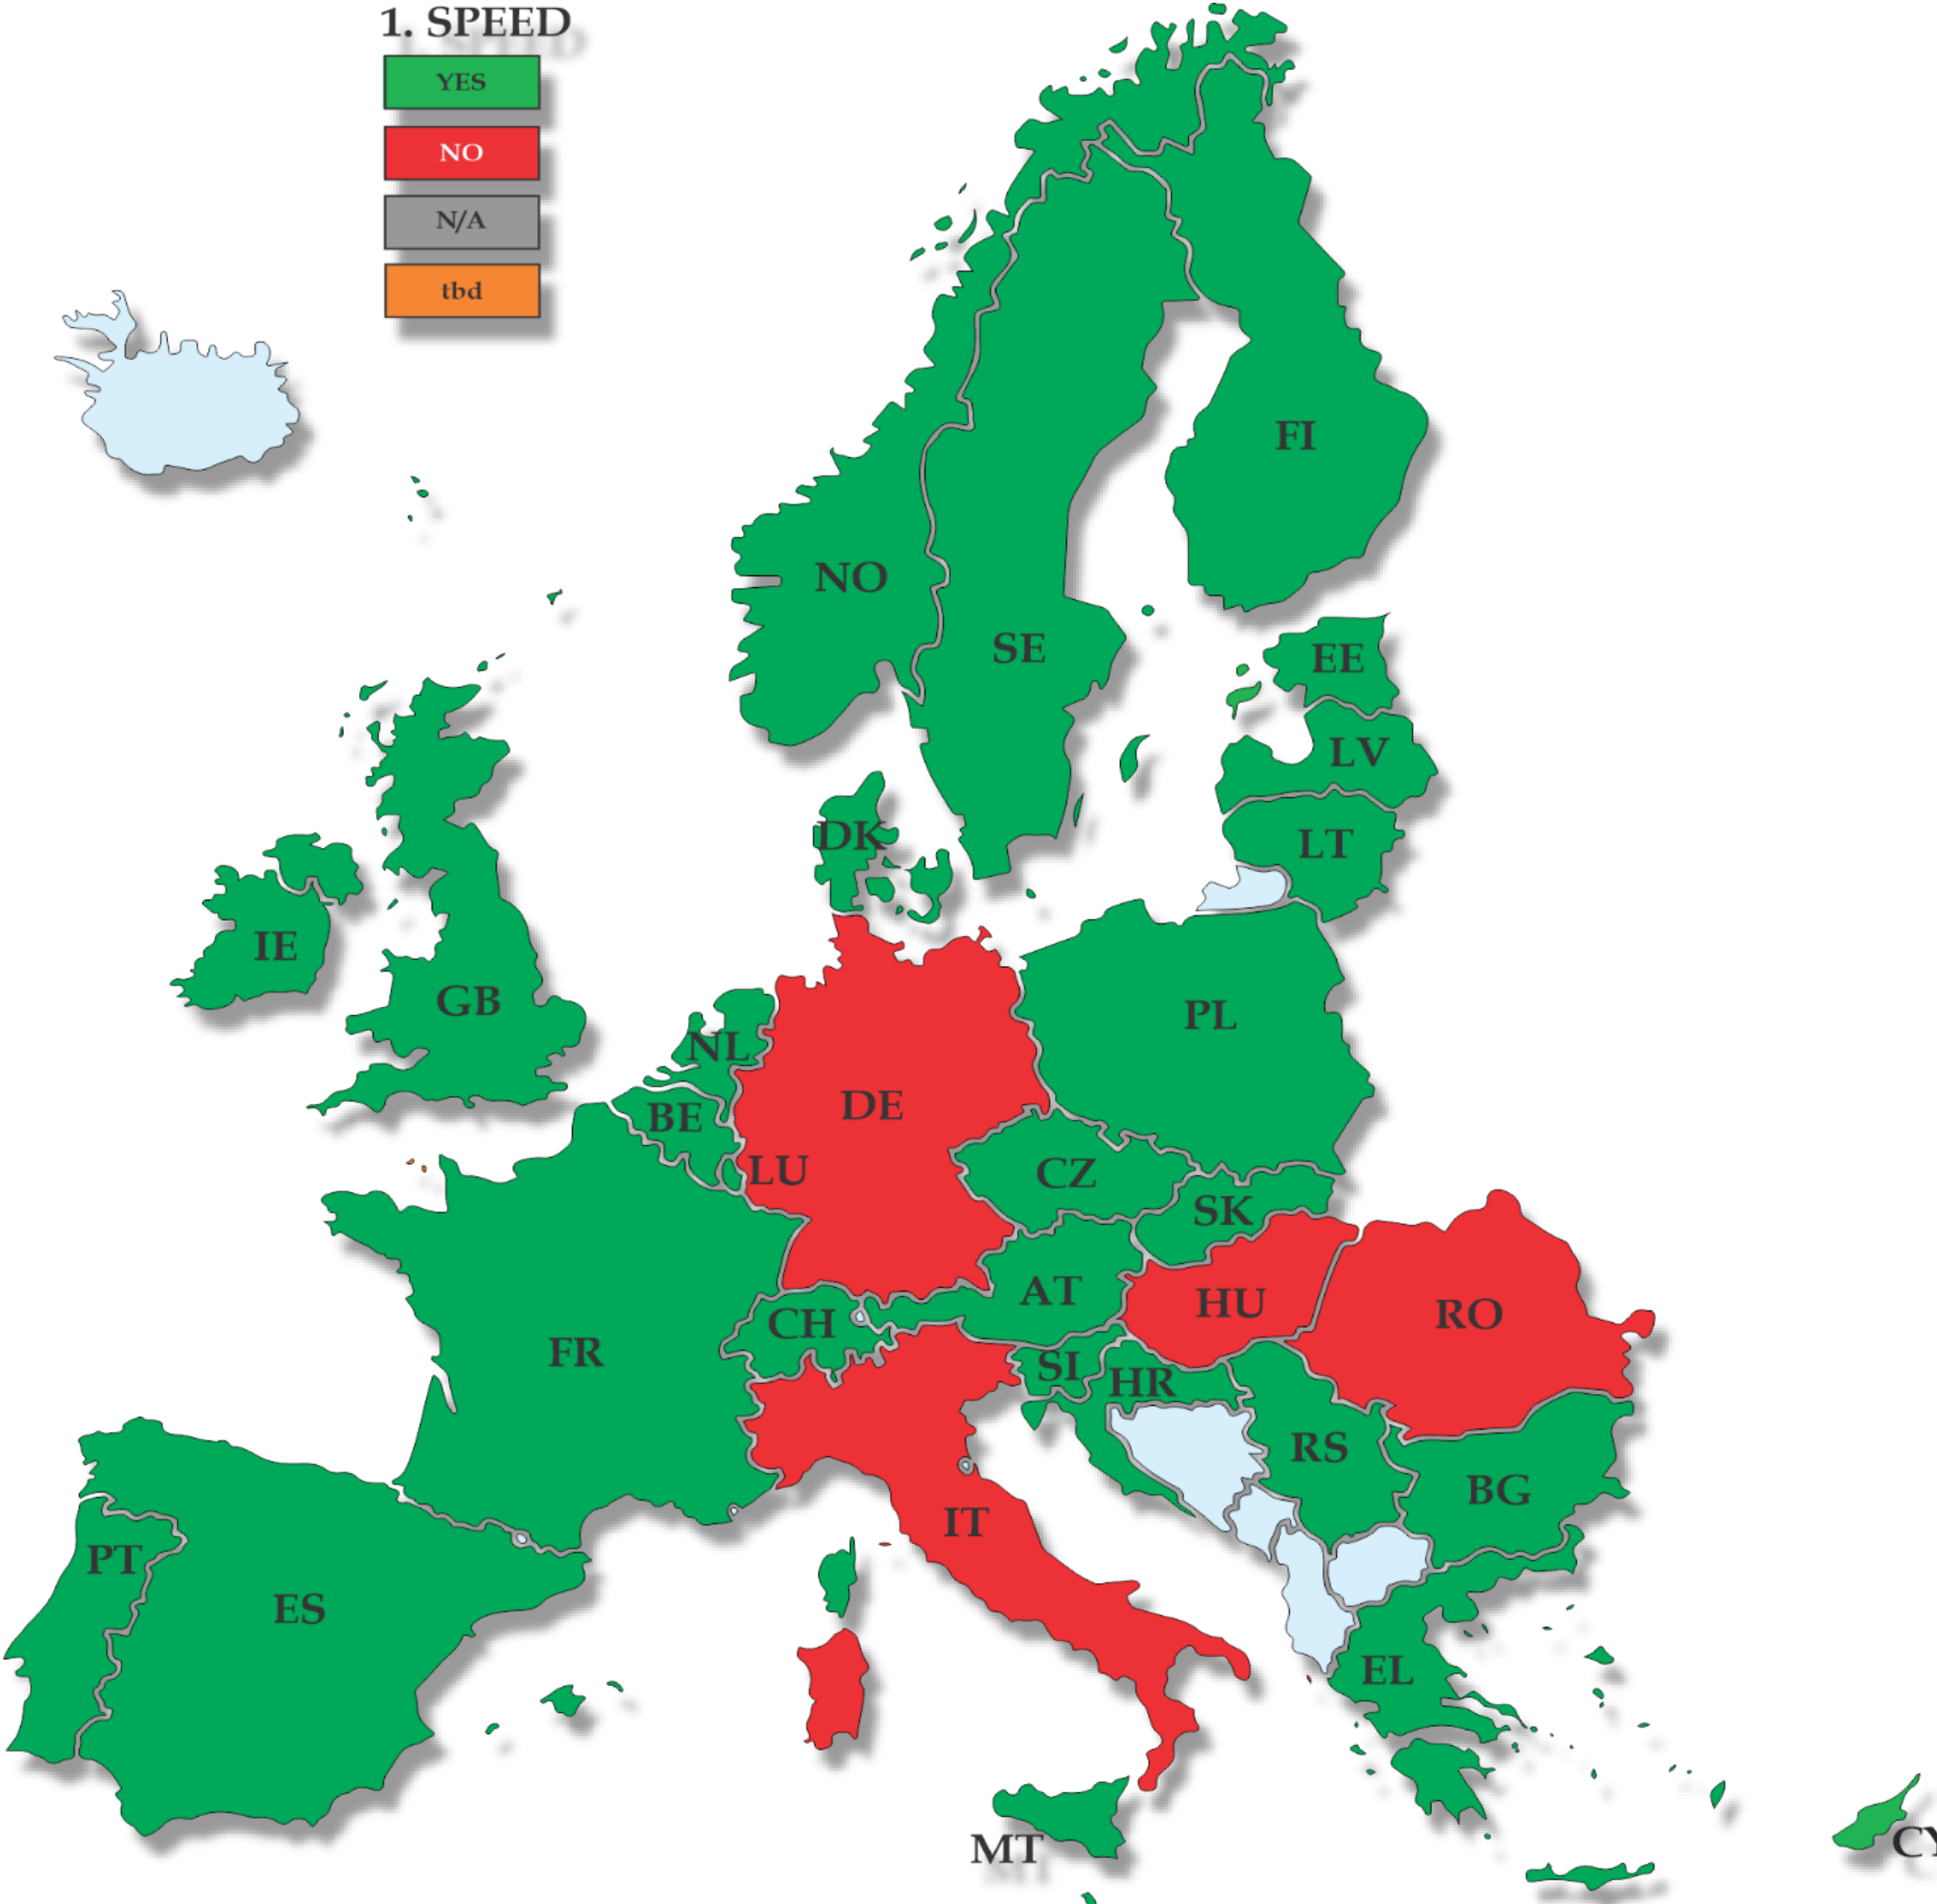 1. SPEED
YES
NO
N/A
tbd
FI
NO
SE
EE
LV
LT
DK
IE
GB
PL
NL
DE
BE
LU
CZ
SK
AT
HU
RO
CH
FR
SI
HR
RS
BG
IT
PT
ES
EL
MT
CY